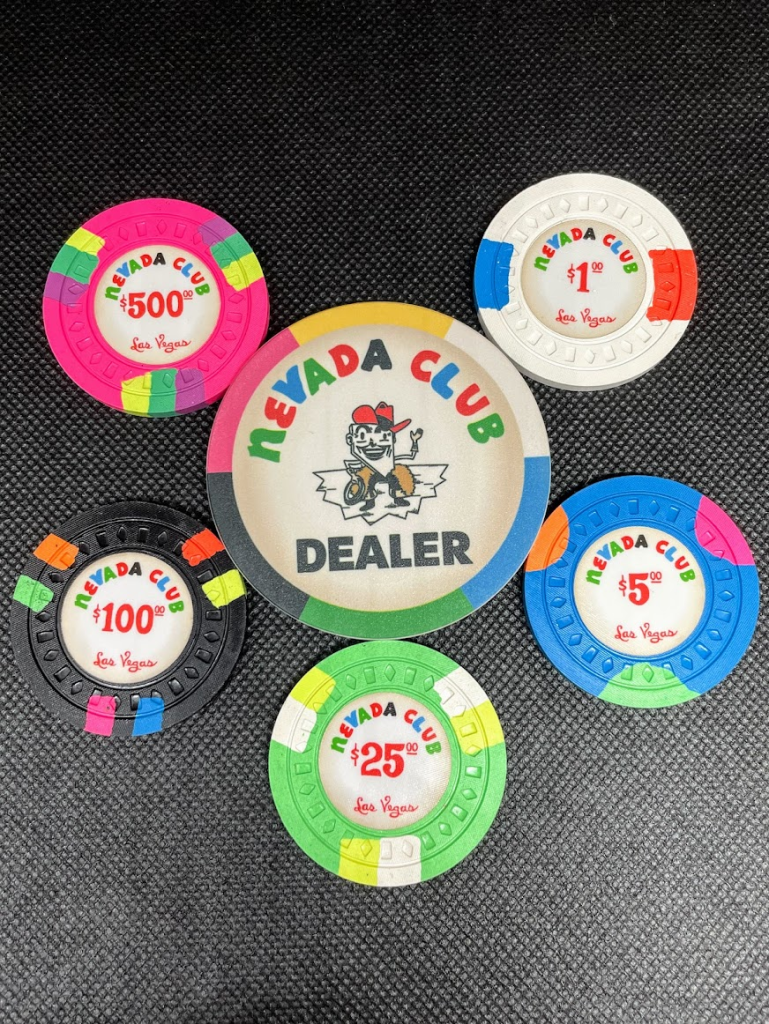 NEVADA CLUB
$500.00
Las Vegas
NEVADA CLUB
$1.00
Las Vegas
NEVADA CLUB
DEALER
NEVADA CLUB
$100.00
Las Vegas
NEVADA CLUB
$5.00
Las Vegas
NEVADA CLUB
$25.00
Las Vegas